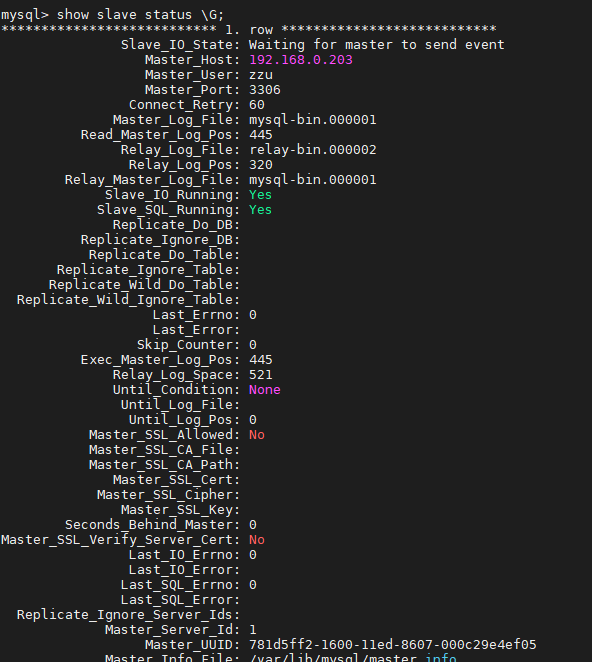 mysql> show slave status \G;
*************************** 1. row ***************************
Slave_IO_State: Waiting for master to send event
Master_Host: 192.168.0.203
Master_User: zzu
Master_Port: 3306
Connect_Retry: 60
Master_Log_File: mysql-bin.000001
Read_Master_Log_Pos: 445
Relay_Log_File: relay-bin.000002
Relay_Log_Pos: 320
Relay_Master_Log_File: mysql-bin.000001
Slave_IO_Running: Yes
Slave_SQL_Running: Yes
Replicate_Do_DB:
Replicate_Ignore_DB:
Replicate_Do_Table:
Replicate_Ignore_Table:
Replicate_Wild_Do_Table:
Replicate_Wild_Ignore_Table:
Last_Errno: 0
Last_Error:
Skip_Counter: 0
Exec_Master_Log_Pos: 445
Relay_Log_Space: 521
Until_Condition: None
Until_Log_File:
Until_Log_Pos: 0
Master_SSL_Allowed: No
Master_SSL_CA_File:
Master_SSL_CA_Path:
Master_SSL_Cert:
Master_SSL_Cipher:
Master_SSL_Key:
Seconds_Behind_Master: 0
Master_SSL_Verify_Server_Cert: No
Last_IO_Errno: 0
Last_IO_Error:
Last_SQL_Errno: 0
Last_SQL_Error:
Replicate_Ignore_Server_Ids:
Master_Server_Id: 1
Master_UUID: 781d5ff2-1600-11ed-8607-000c29e4ef05
Master_Info_File: /var/lib/mysql/master.info